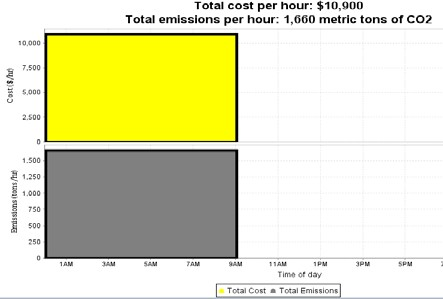 Total cost per hour: $10,900
Total emissions per hour: 1,660 metric tons of CO2
10,000
7,500
5,000
2,500
0
Cost ($/hr)
1,500
1,250
1,000
750
500
250
0
Emissions (tons/hr)
1AM 3AM 5AM 7AM 9AM 11AM 1PM 3PM 5PM
Time of day
Total Cost Total Emissions